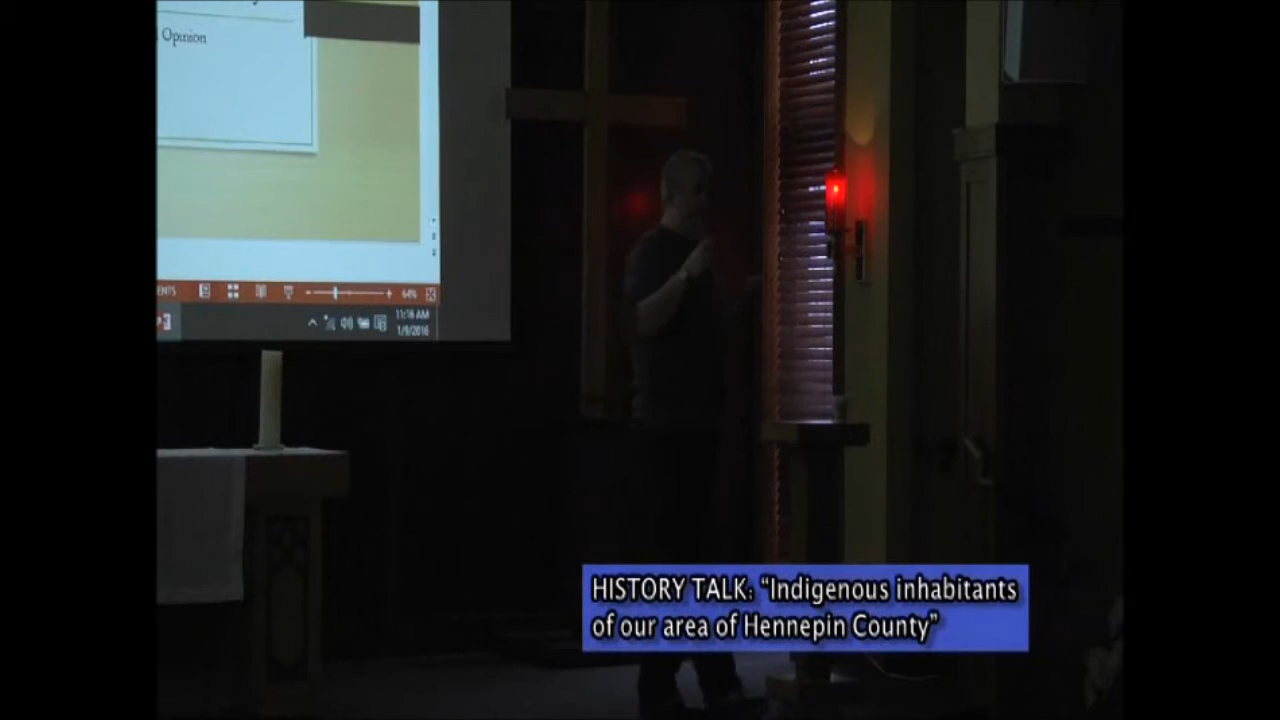 Opinion
64%
11:16 AM
1/9/2016
HISTORY TALK: “Indigenous inhabitants
of our area of Hennepin County”